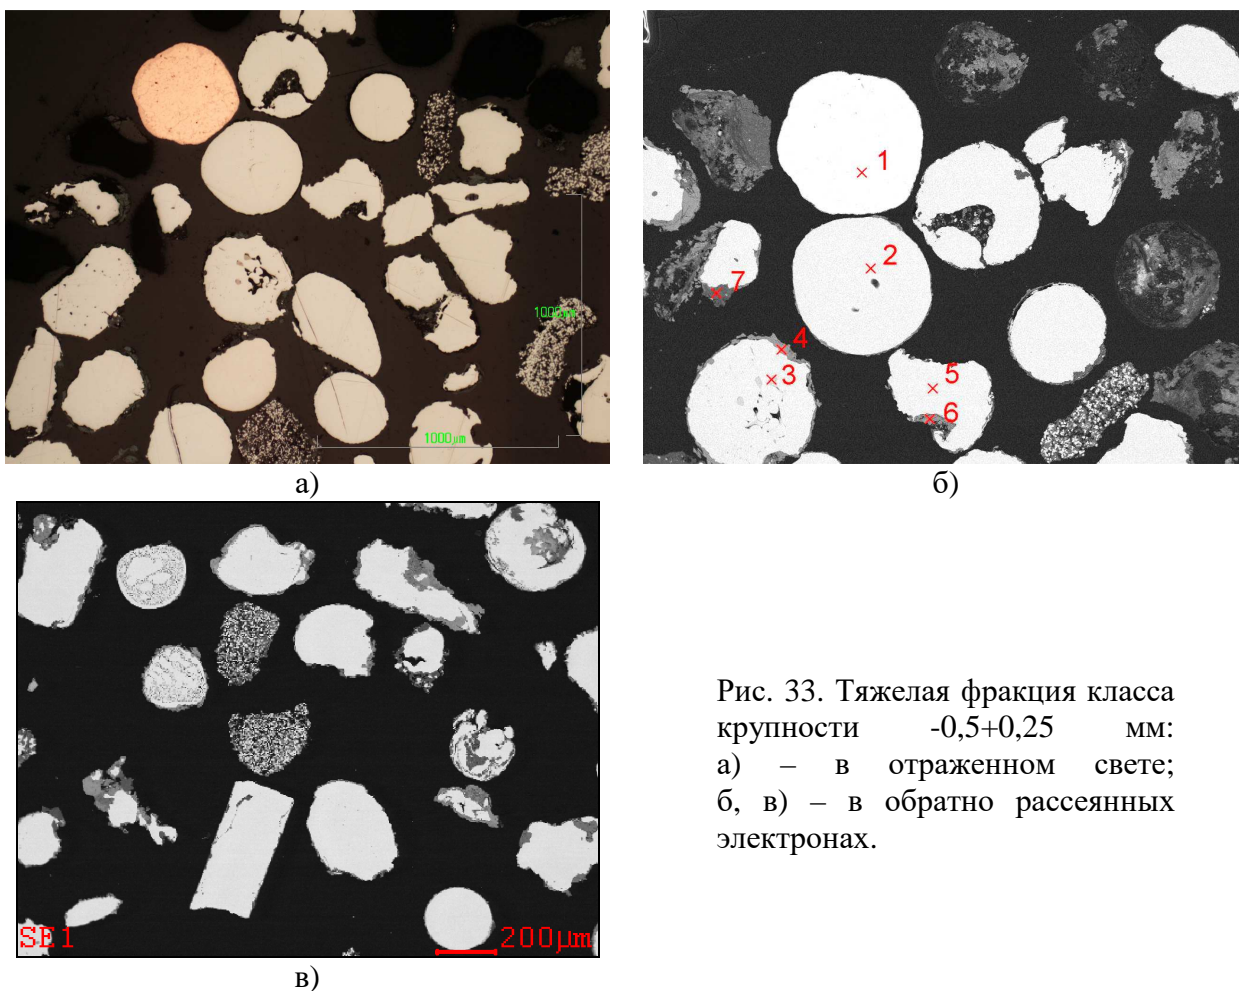 1000µm
1000µm
а)
1
2
7
4
3
5
6
б)
SE1
200µm
в)
Рис. 33. Тяжелая фракция класса
крупности -0,5+0,25 мм:
а) – в отраженном свете;
б, в) – в обратно рассеянных
электронах.